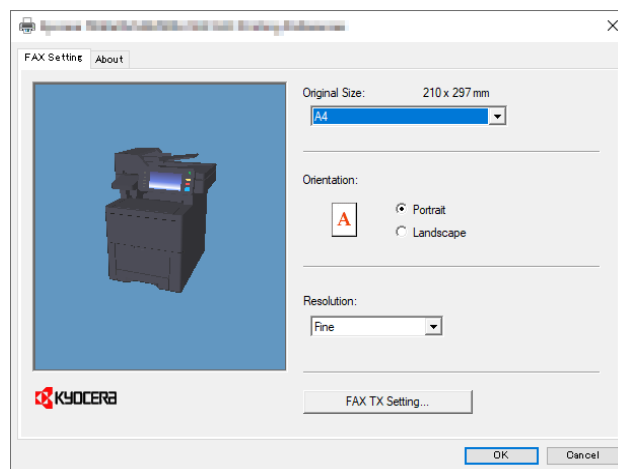 FAX Setting About
Original Size: 210 x 297 mm
A4
Orientation:
A
Portrait
Landscape
Resolution:
Fine
KYOCERA
FAX TX Setting...
OK Cancel